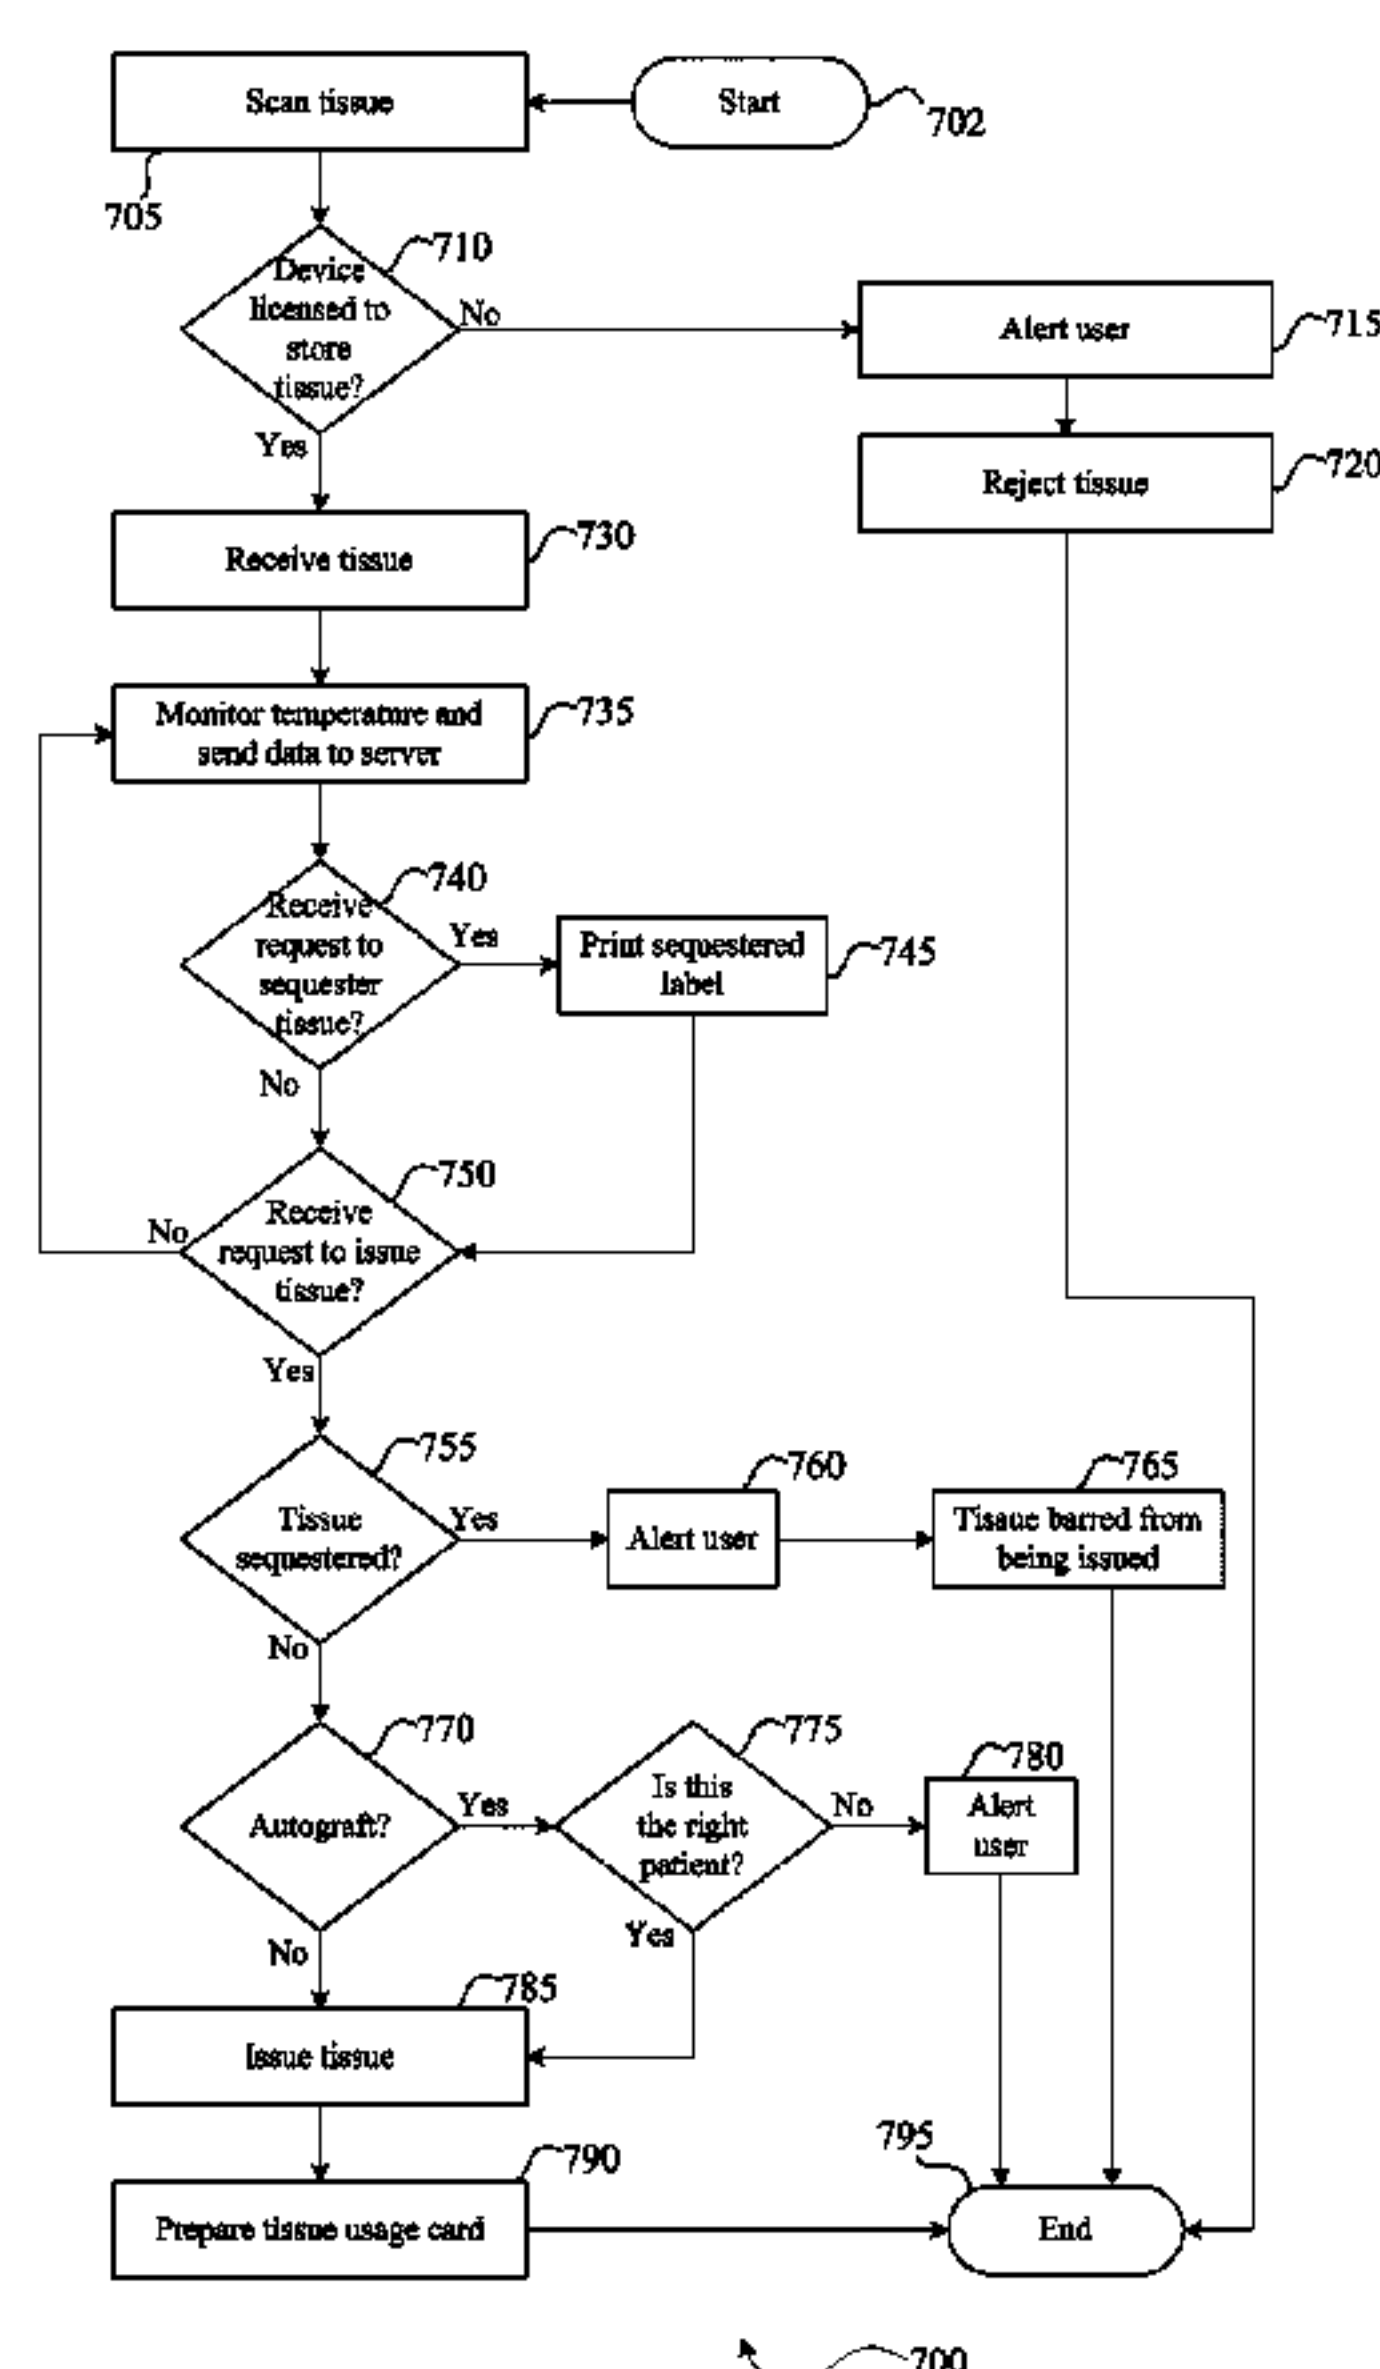 Scan tissue
Start
702
705
710
Device
licensed to
store
tissue?
No
Alert user
715
Yes
Reject tissue
720
Receive tissue
730
Monitor temperature and
send data to server
735
740
Receive
request to
sequester
tissue?
Yes
Print sequestered
label
745
No
750
Receive
request to issue
tissue?
No
Yes
755
Tissue
sequestered?
Yes
760
Alert user
765
Tissue barred from
being issued
No
770
Autograft?
Yes
775
Is this
the right
patient?
No
780
Alert
user
Yes
No
785
Issue tissue
790
Prepare tissue usage card
795
End
700